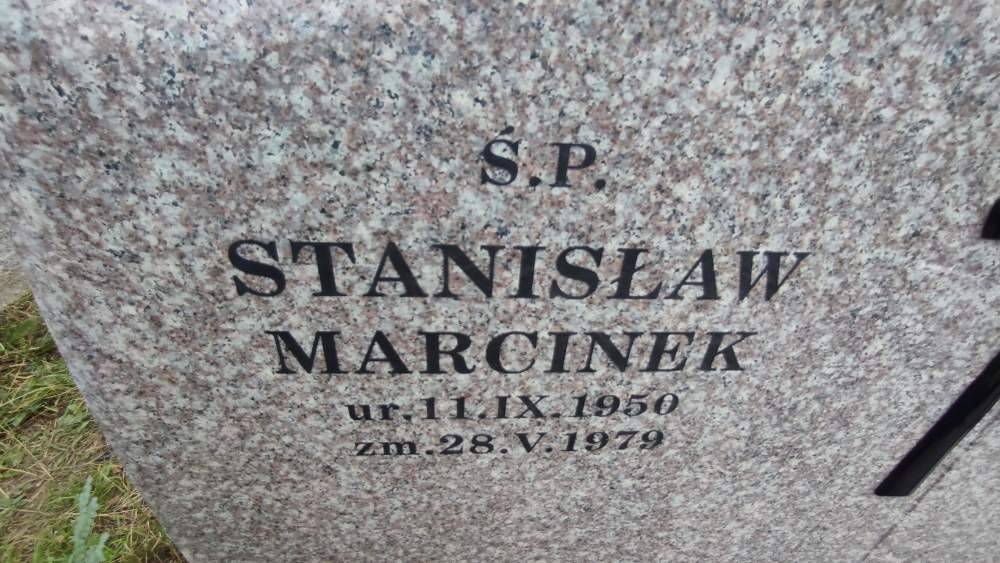 Ś.P.
STANISŁAW
MARCINEK
ur.11.IX.1950
zm.28.V.1979